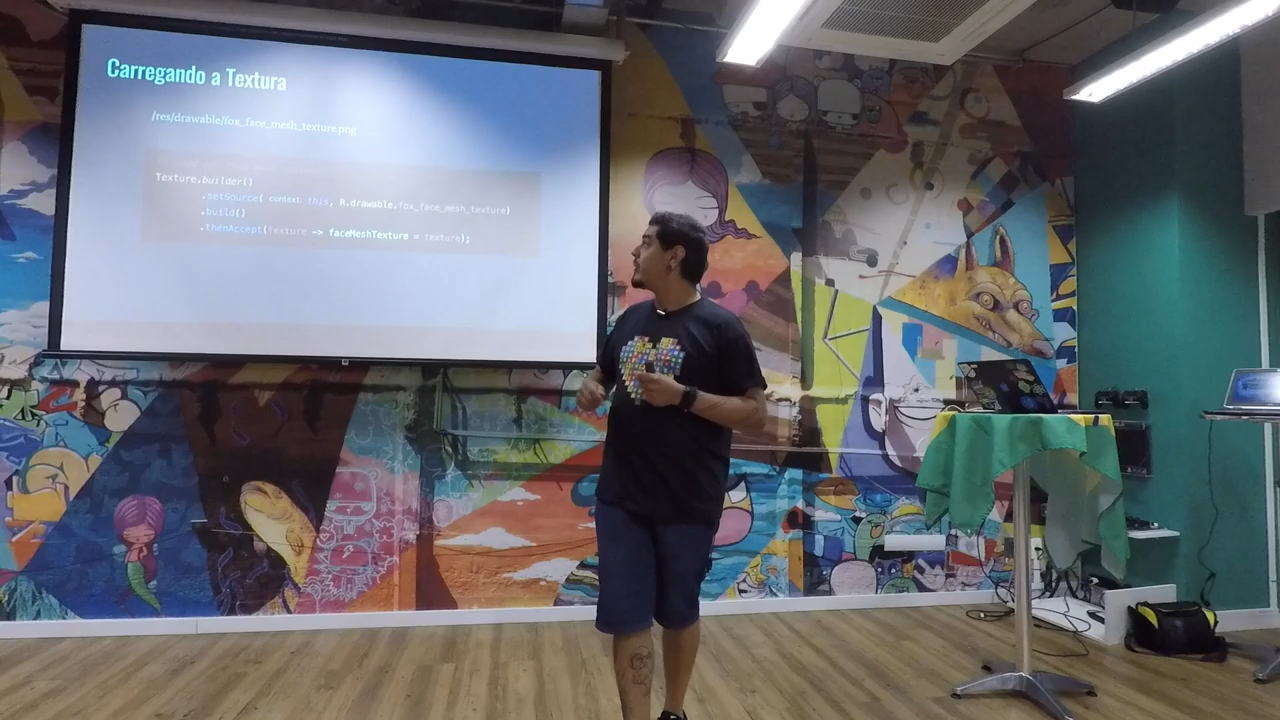 Carregando a Textura
/res/drawable/fox_face_mesh_texture.png
Texture.builder()
.setSource( context: this, R.drawable.fox_face_mesh_texture)
.build()
.thenAccept(texture -> faceMeshTexture = texture);